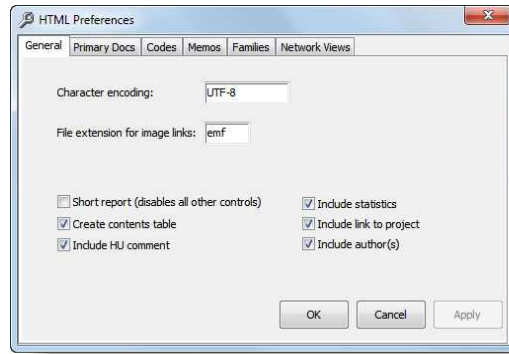 HTML Preferences
General Primary Docs Codes Memos Families Network Views
Character encoding: UTF-8
File extension for image links: emf
Short report (disables all other controls) Include statistics
Create contents table Include link to project
Include HU comment Include author(s)
OK Cancel Apply